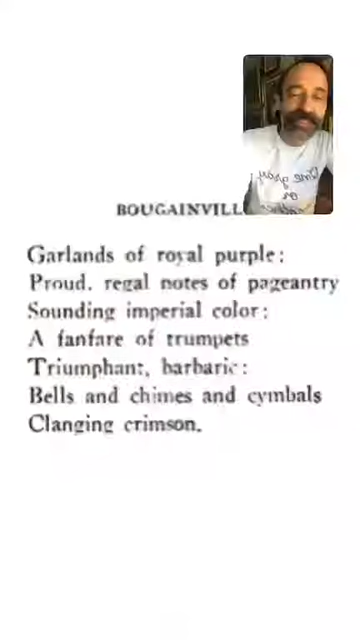 BOUGAINVILL
Garlands of royal purple;
Proud, regal notes of pageantry
Sounding imperial color;
A fanfare of trumpets
Triumphant, barbaric:
Bells and chimes and cymbals
Clanging crimson.